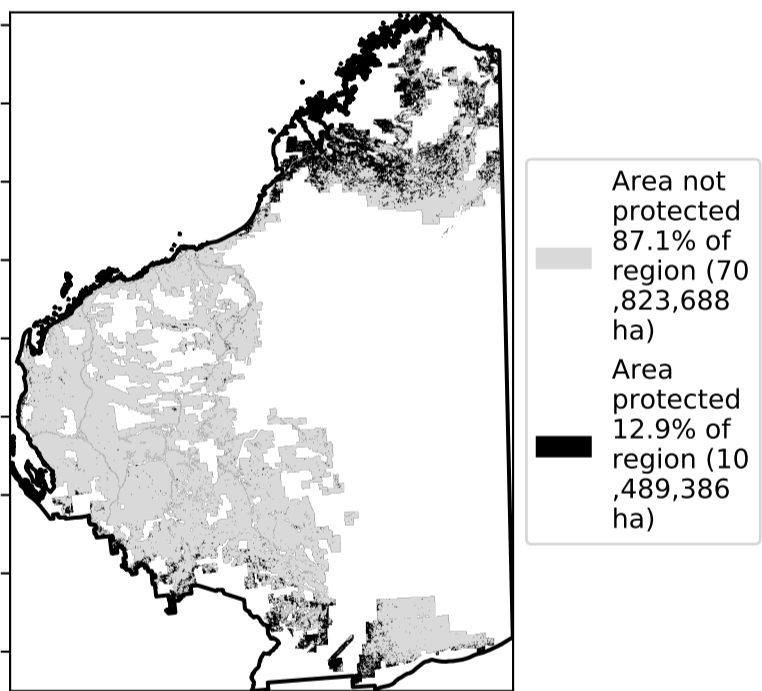 Area not
protected
87.1% of
region (70
,823,688
ha)
Area
protected
12.9% of
region (10
,489,386
ha)